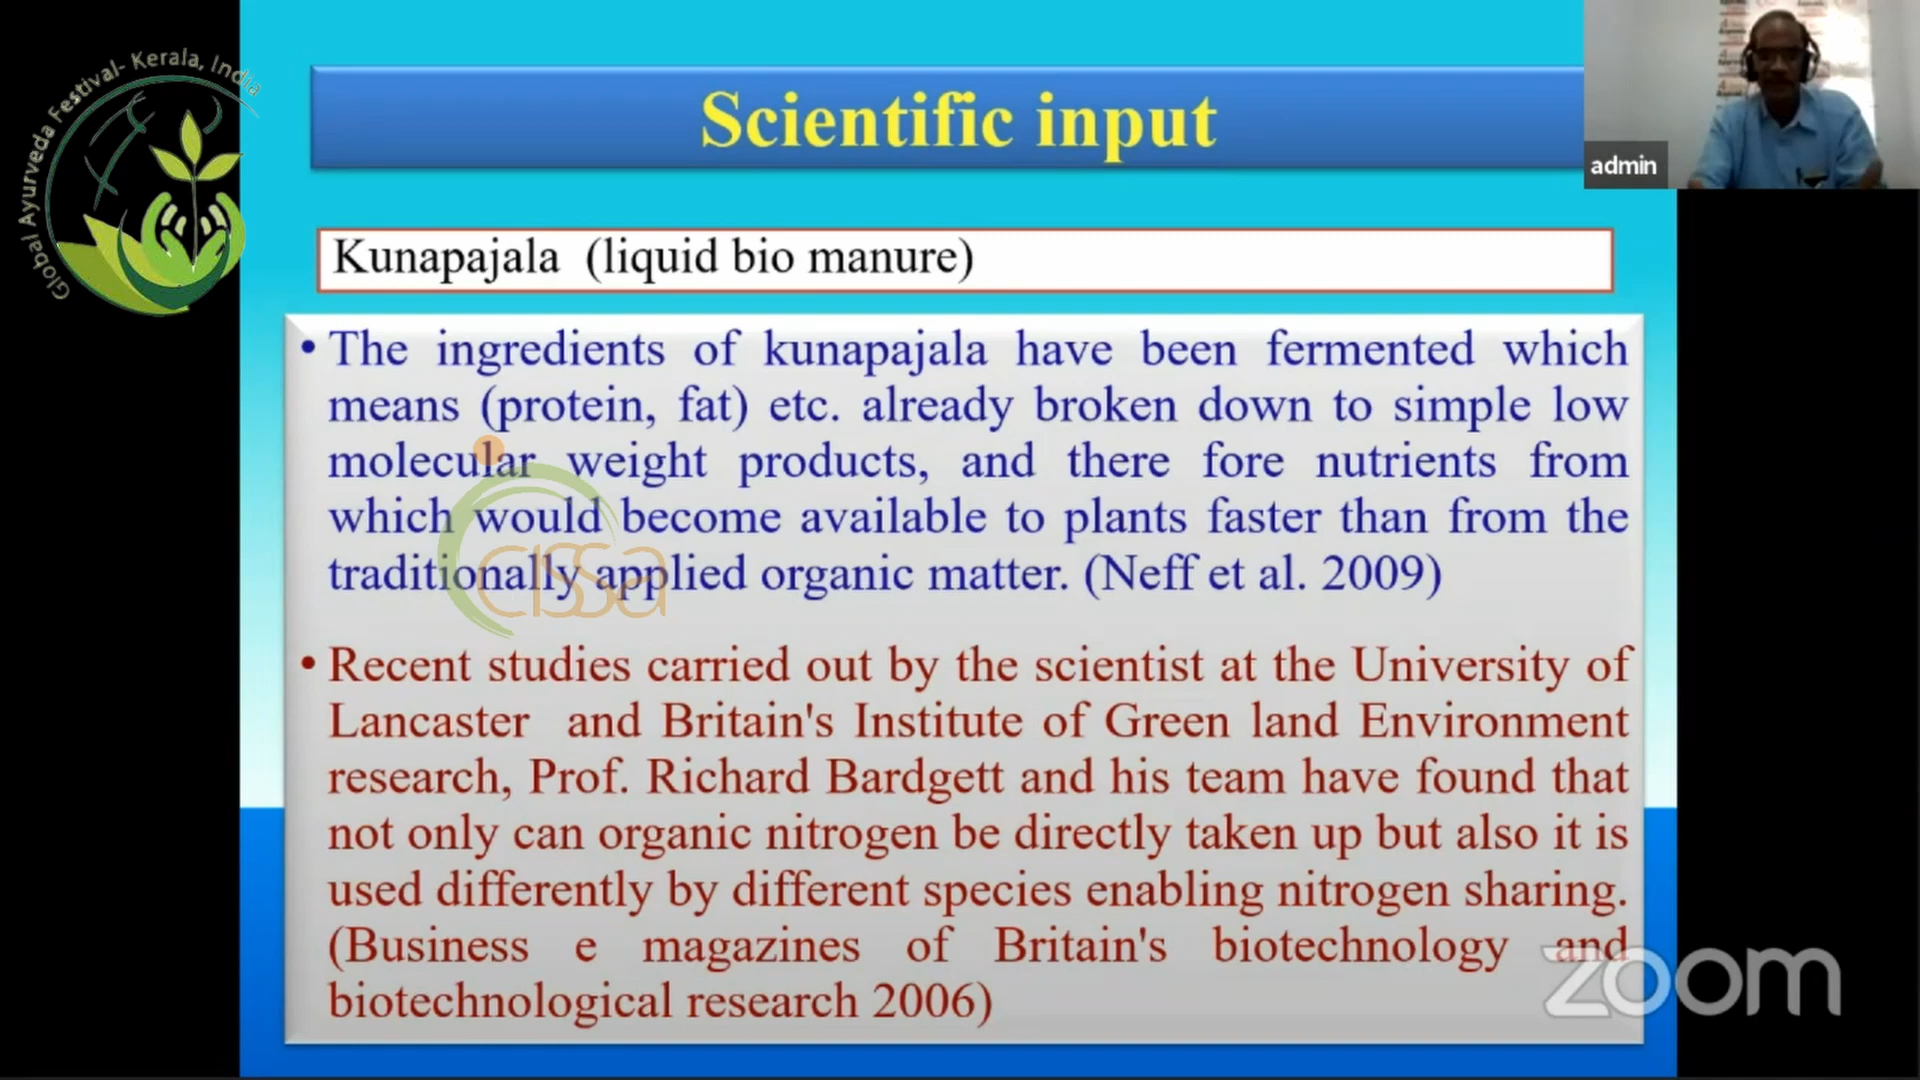 Global Ayurveda Festival- Kerala, India
Scientific input
admin
Kunapajala (liquid bio manure)
• The ingredients of kunapajala have been fermented which
means (protein, fat) etc. already broken down to simple low
molecular weight products, and there fore nutrients from
which would become available to plants faster than from the
traditionally applied organic matter. (Neff et al. 2009)
cissa
• Recent studies carried out by the scientist at the University of
Lancaster and Britain's Institute of Green land Environment
research, Prof. Richard Bardgett and his team have found that
not only can organic nitrogen be directly taken up but also it is
used differently by different species enabling nitrogen sharing.
(Business e magazines of Britain's biotechnology and
biotechnological research 2006)
zoom